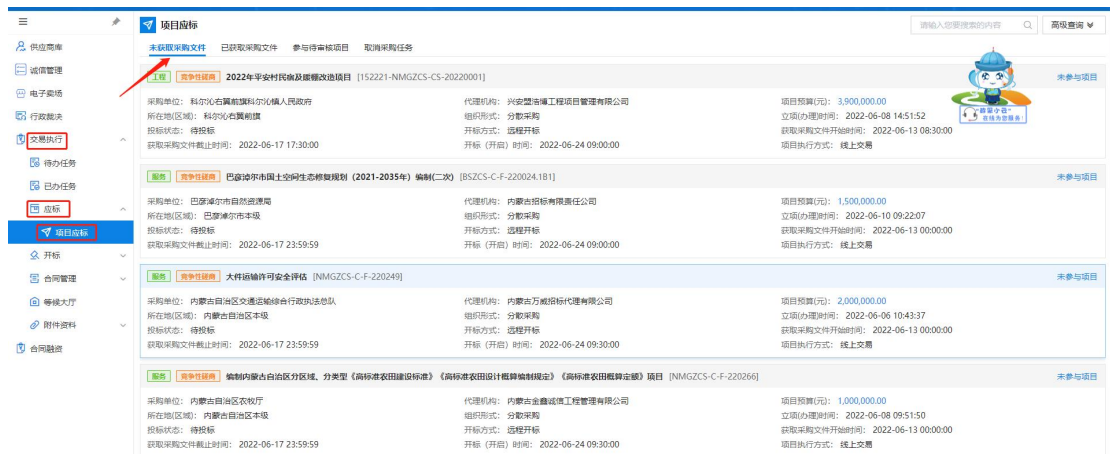 项目应标
请输入您要搜索的内容
高级查询
供应商库
诚信管理
电子卖场
行政裁决
交易执行
待办任务
已办任务
应标
项目应标
开标
合同管理
等候大厅
附件资料
合同融资
未获取采购文件 已获取采购文件 参与待审核项目 取消采购任务
工程 竞争性磋商 2022年平安村民宿及暖棚改造项目 [152221-NMGZCS-CS-20220001] 未参与项目
采购单位： 科尔沁右翼前旗科尔沁镇人民政府 代理机构： 兴安盟浩博工程项目管理有限公司 项目预算(元)： 3,900,000.00
所在地(区域)： 科尔沁右翼前旗 组织形式： 分散采购 立项(办理)时间： 2022-06-08 14:51:52
投标状态： 待投标 开标方式： 远程开标 获取采购文件开始时间： 2022-06-13 08:30:00
获取采购文件截止时间： 2022-06-17 17:30:00 开标（开启）时间： 2022-06-24 09:00:00 项目执行方式： 线上交易
在线为您服务
服务 竞争性磋商 巴彦淖尔市国土空间生态修复规划（2021-2035年）编制(二次) [BSZCS-C-F-220024.1B1] 未参与项目
采购单位： 巴彦淖尔市自然资源局 代理机构： 内蒙古招标有限责任公司 项目预算(元)： 1,500,000.00
所在地(区域)： 巴彦淖尔市本级 组织形式： 分散采购 立项(办理)时间： 2022-06-10 09:22:07
投标状态： 待投标 开标方式： 远程开标 获取采购文件开始时间： 2022-06-13 00:00:00
获取采购文件截止时间： 2022-06-17 23:59:59 开标（开启）时间： 2022-06-24 09:00:00 项目执行方式： 线上交易
服务 竞争性磋商 大件运输许可安全评估 [NMGZCS-C-F-220249] 未参与项目
采购单位： 内蒙古自治区交通运输综合行政执法总队 代理机构： 内蒙古万威招标代理有限公司 项目预算(元)： 2,000,000.00
所在地(区域)： 内蒙古自治区本级 组织形式： 分散采购 立项(办理)时间： 2022-06-06 10:43:37
投标状态： 待投标 开标方式： 远程开标 获取采购文件开始时间： 2022-06-13 00:00:00
获取采购文件截止时间： 2022-06-17 23:59:59 开标（开启）时间： 2022-06-24 09:30:00 项目执行方式： 线上交易
服务 竞争性磋商 编制内蒙古自治区分区域、分类型《高标准农田建设标准》《高标准农田设计概算编制规定》《高标准农田概算定额》项目 [NMGZCS-C-F-220266] 未参与项目
采购单位： 内蒙古自治区农牧厅 代理机构： 内蒙古金鑫诚信工程管理有限公司 项目预算(元)： 1,000,000.00
所在地(区域)： 内蒙古自治区本级 组织形式： 分散采购 立项(办理)时间： 2022-06-08 09:51:50
投标状态： 待投标 开标方式： 远程开标 获取采购文件开始时间： 2022-06-13 00:00:00
获取采购文件截止时间： 2022-06-17 23:59:59 开标（开启）时间： 2022-06-24 09:30:00 项目执行方式： 线上交易